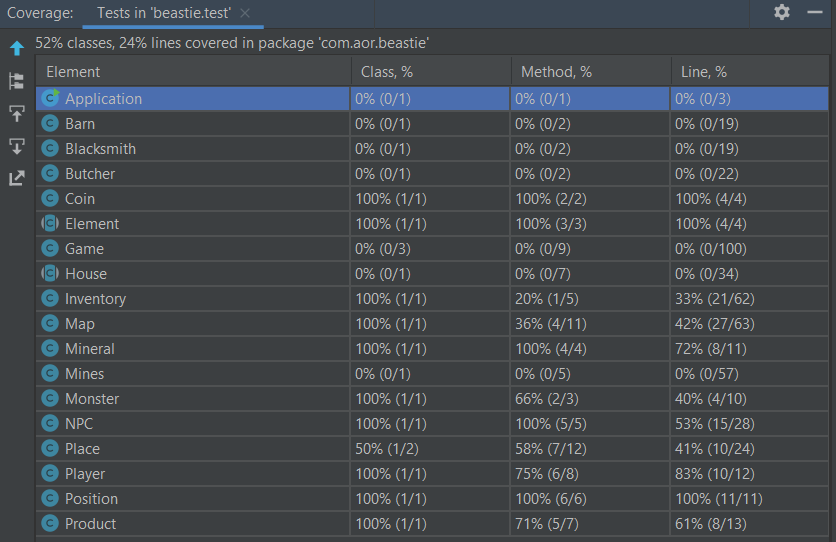 Coverage: Tests in 'beastie.test'
52% classes, 24% lines covered in package 'com.aor.beastie'
Element Class, % Method, % Line, %
Application 0% (0/1) 0% (0/1) 0% (0/3)
Barn 0% (0/1) 0% (0/2) 0% (0/19)
Blacksmith 0% (0/1) 0% (0/2) 0% (0/19)
Butcher 0% (0/1) 0% (0/2) 0% (0/22)
Coin 100% (1/1) 100% (2/2) 100% (4/4)
Element 100% (1/1) 100% (3/3) 100% (4/4)
Game 0% (0/3) 0% (0/9) 0% (0/100)
House 0% (0/1) 0% (0/7) 0% (0/34)
Inventory 100% (1/1) 20% (1/5) 33% (21/62)
Map 100% (1/1) 36% (4/11) 42% (27/63)
Mineral 100% (1/1) 100% (4/4) 72% (8/11)
Mines 0% (0/1) 0% (0/5) 0% (0/57)
Monster 100% (1/1) 66% (2/3) 40% (4/10)
NPC 100% (1/1) 100% (5/5) 53% (15/28)
Place 50% (1/2) 58% (7/12) 41% (10/24)
Player 100% (1/1) 75% (6/8) 83% (10/12)
Position 100% (1/1) 100% (6/6) 100% (11/11)
Product 100% (1/1) 71% (5/7) 61% (8/13)